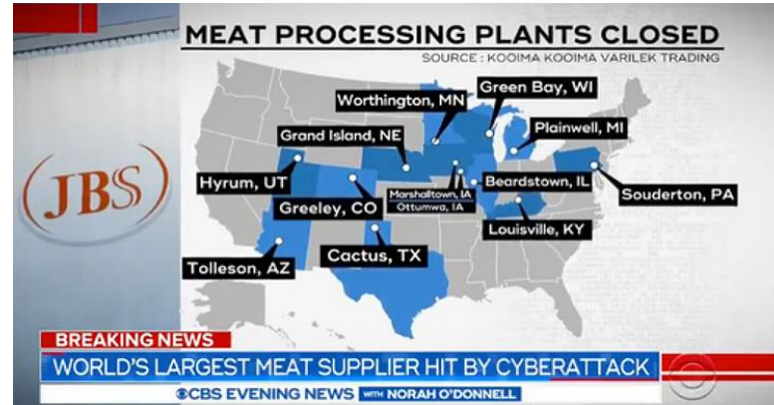 MEAT PROCESSING PLANTS CLOSED
SOURCE : KOOIMA KOOIMA VARILEK TRADING
JBS
Worthington, MN
Green Bay, WI
Grand Island, NE
Plainwell, MI
Hyrum, UT
Marshalltown, IA
Ottumwa, IA
Beardstown, IL
Souderton, PA
Greeley, CO
Louisville, KY
Tolleson, AZ
Cactus, TX
BREAKING NEWS
WORLD'S LARGEST MEAT SUPPLIER HIT BY CYBERATTACK
CBS EVENING NEWS WITH NORAH O'DONNELL